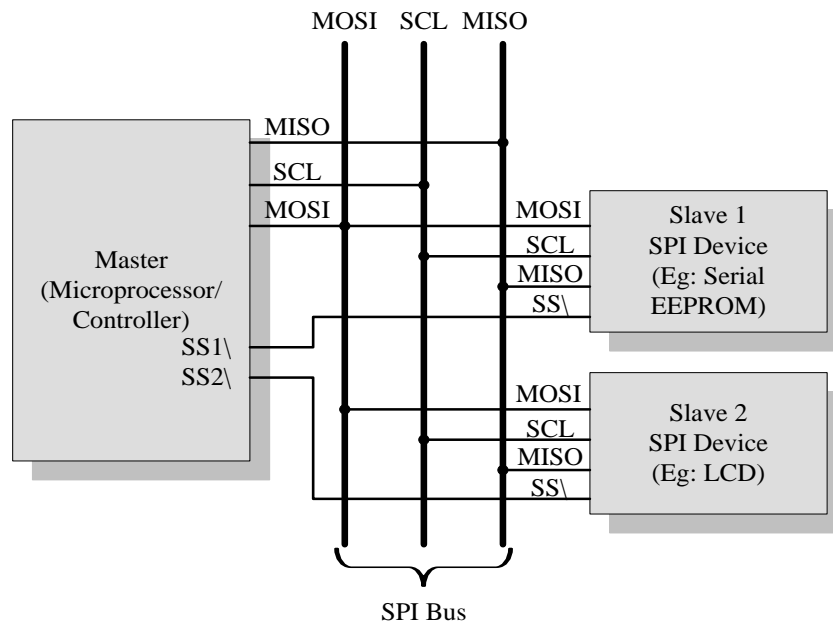 MOSI SCL MISO
MISO
SCL
MOSI
Master
(Microprocessor/
Controller)
SS1\
SS2\
MOSI
SCL
MISO
SS\
Slave 1
SPI Device
(Eg: Serial
EEPROM)
MOSI
SCL
MISO
SS\
Slave 2
SPI Device
(Eg: LCD)
SPI Bus